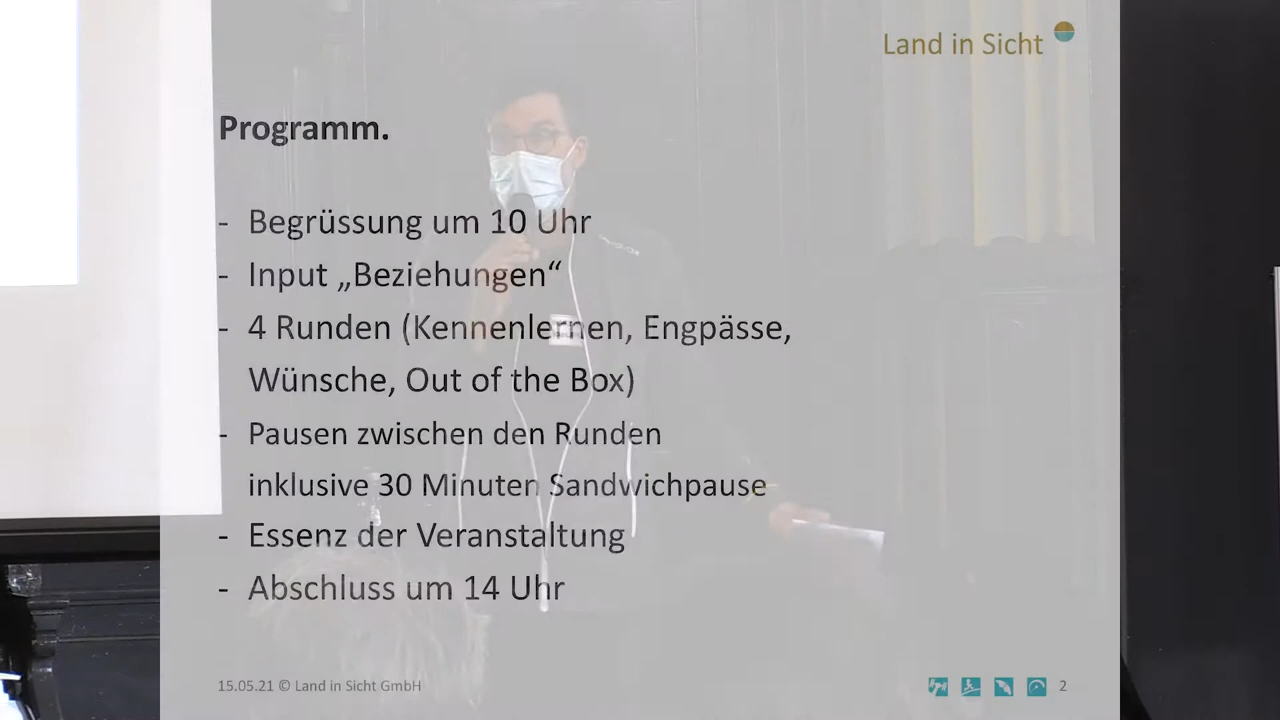 Land in Sicht
Programm.
- Begrüssung um 10 Uhr
- Input „Beziehungen“
- 4 Runden (Kennenlernen, Engpässe,
Wünsche, Out of the Box)
- Pausen zwischen den Runden
inklusive 30 Minuten Sandwichpause
- Essenz der Veranstaltung
- Abschluss um 14 Uhr
15.05.21 © Land in Sicht GmbH
2